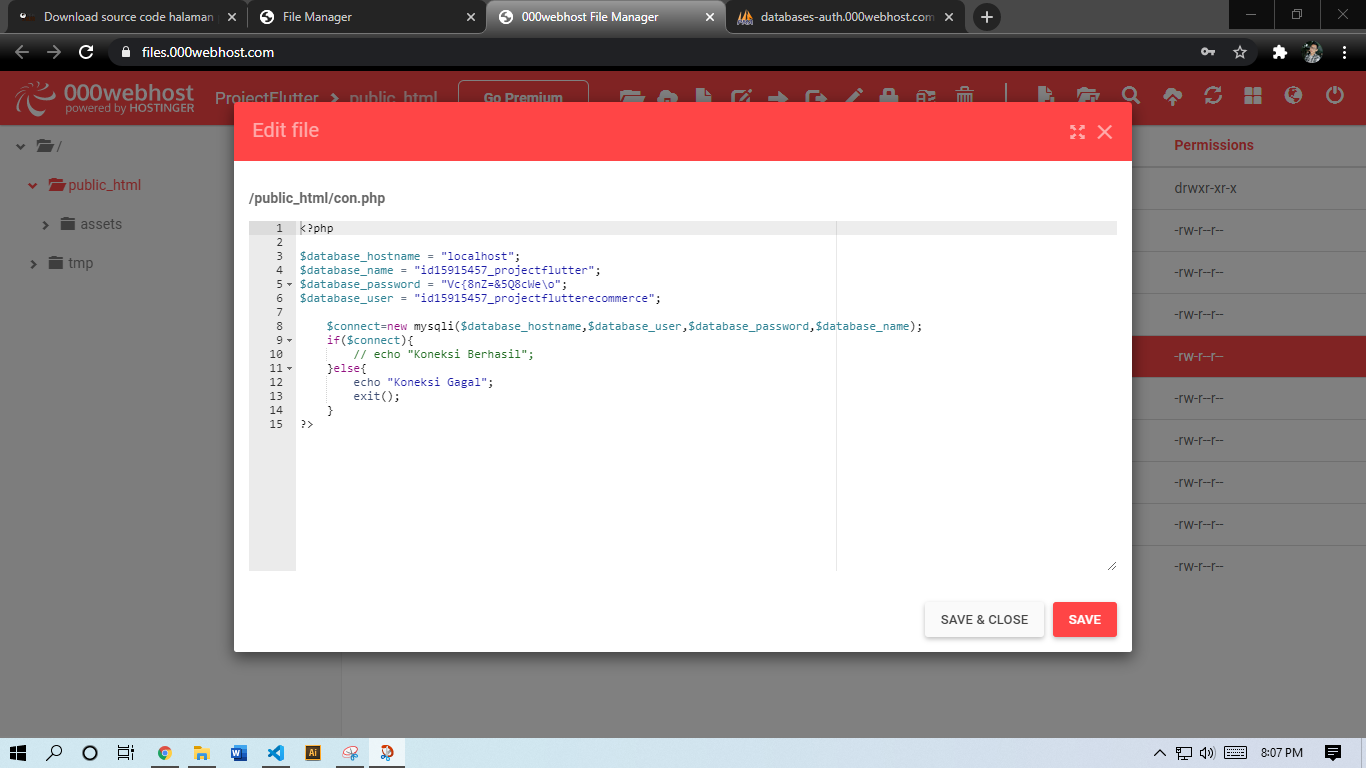 Download source code halaman
File Manager
000webhost File Manager
databases-auth.000webhost.com
files.000webhost.com
000webhost
powered by HOSTINGER
ProjectFlutter > public_html
Go Premium
Edit file
/
public_html
assets
tmp
Permissions
drwxr-xr-x
-rw-r--r--
-rw-r--r--
-rw-r--r--
-rw-r--r--
-rw-r--r--
-rw-r--r--
-rw-r--r--
-rw-r--r--
-rw-r--r--
/public_html/con.php
1 <?php
2
3 $database_hostname = "localhost";
4 $database_name = "id15915457_projectflutter";
5 $database_password = "Vc{8nZ=&5Q8cWe\o";
6 $database_user = "id15915457_projectflutterecommerce";
7
8 $connect=new mysqli($database_hostname,$database_user,$database_password,$database_name);
9 if($connect){
10 // echo "Koneksi Berhasil";
11 }else{
12 echo "Koneksi Gagal";
13 exit();
14 }
15 ?>
SAVE & CLOSE
SAVE
8:07 PM